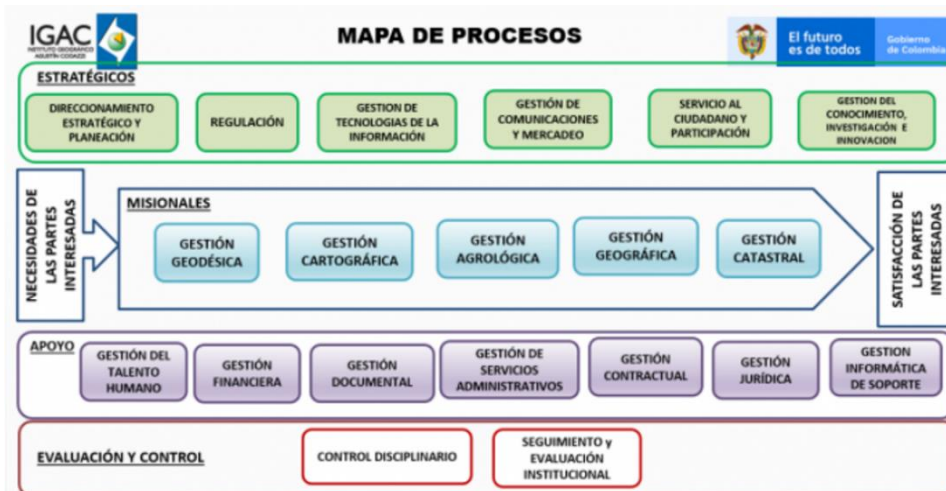 IGAC
INSTITUTO GEOGRÁFICO
AGUSTÍN CODAZZI
MAPA DE PROCESOS
El futuro
es de todos
Gobierno
de Colombia
ESTRATÉGICOS
DIRECCIONAMIENTO
ESTRATÉGICO Y
PLANEACIÓN
REGULACIÓN
GESTION DE
TECNOLOGIAS DE LA
INFORMACIÓN
GESTIÓN DE
COMUNICACIONES
Y MERCADEO
SERVICIO AL
CIUDADANO Y
PARTICIPACIÓN
GESTION DEL
CONOCIMIENTO,
INVESTIGACIÓN E
INNOVACION
NECESIDADES DE
LAS PARTES
INTERESADAS
MISIONALES
GESTIÓN
GEODÉSICA
GESTIÓN
CARTOGRÁFICA
GESTIÓN
AGROLÓGICA
GESTIÓN
GEOGRÁFICA
GESTIÓN
CATASTRAL
SATISFACCIÓN DE
LAS PARTES
INTERESADAS
APOYO
GESTIÓN DEL
TALENTO
HUMANO
GESTIÓN
FINANCIERA
GESTIÓN
DOCUMENTAL
GESTIÓN DE
SERVICIOS
ADMINISTRATIVOS
GESTIÓN
CONTRACTUAL
GESTIÓN
JURÍDICA
GESTION
INFORMÁTICA
DE SOPORTE
EVALUACIÓN Y CONTROL
CONTROL DISCIPLINARIO
SEGUIMIENTO y
EVALUACIÓN
INSTITUCIONAL